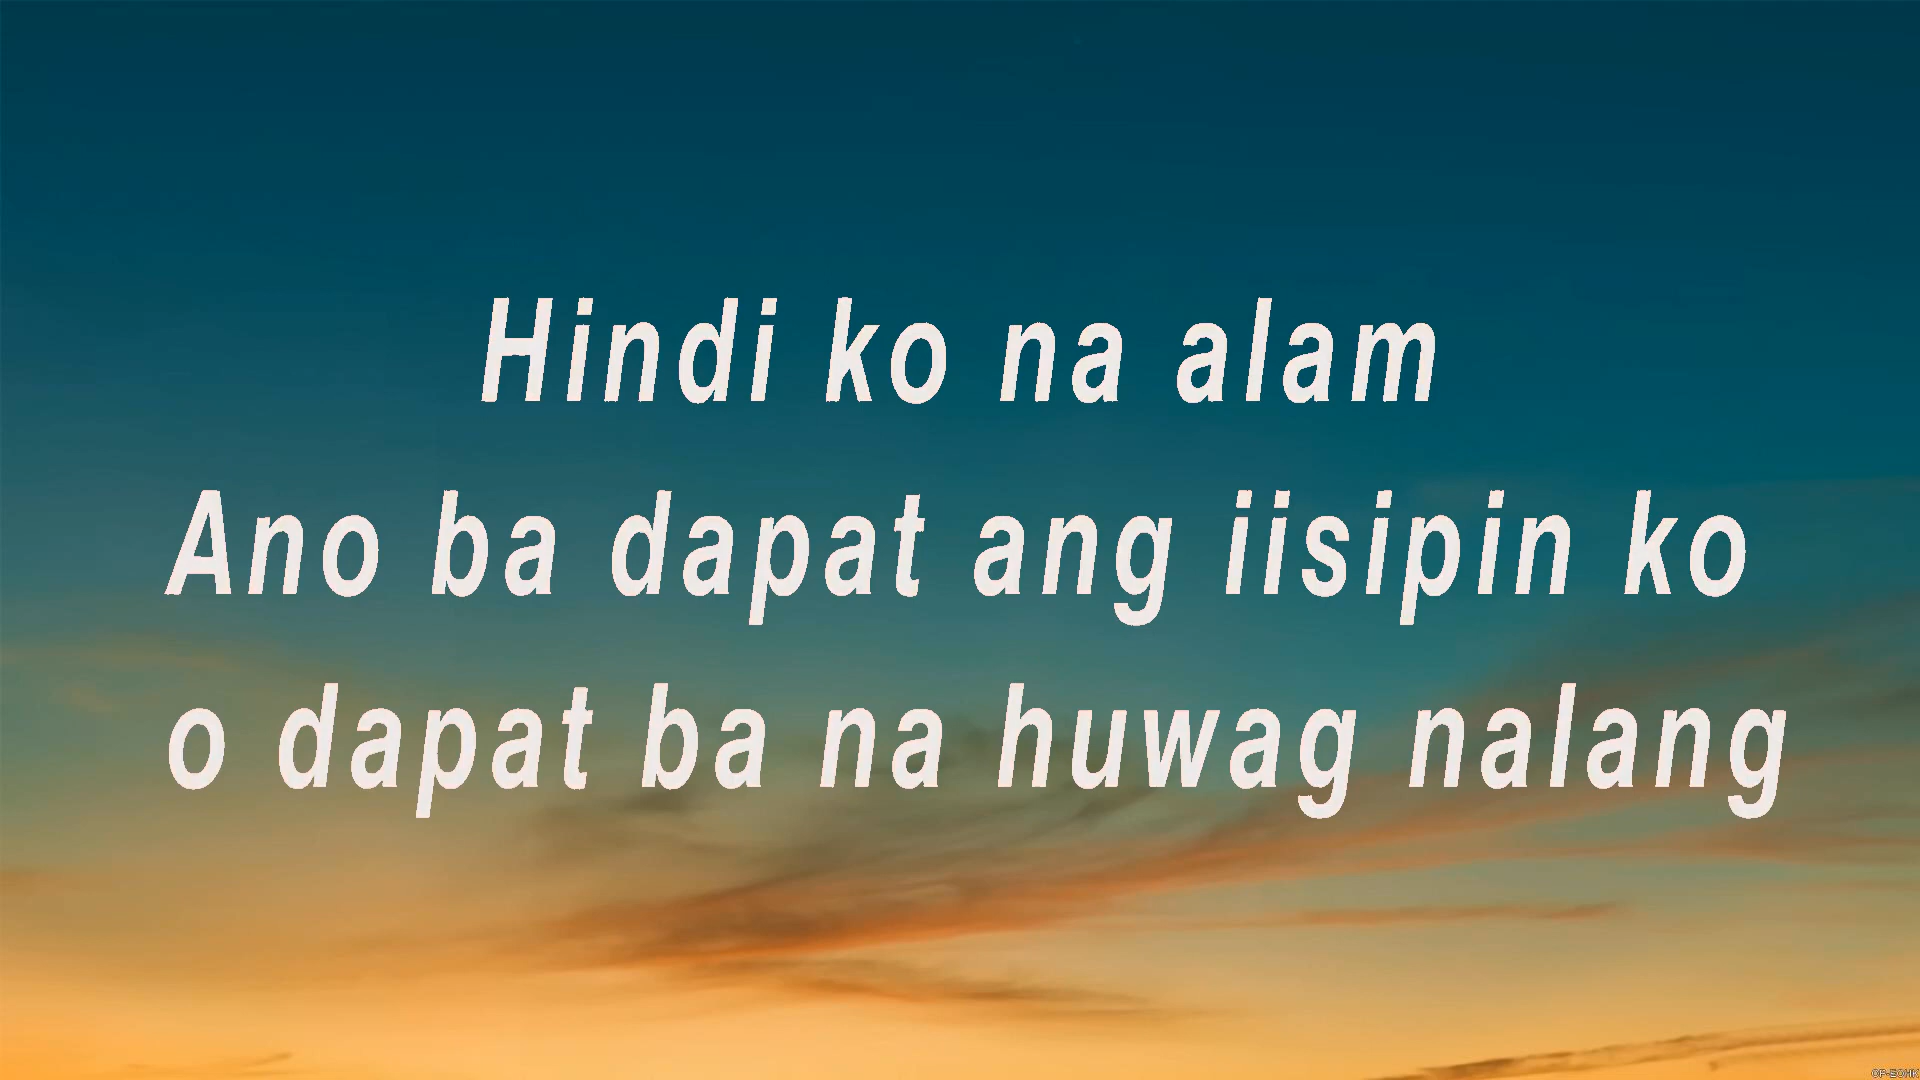 Hindi ko na alam
Ano ba dapat ang iisipin ko
o dapat ba na huwag nalang